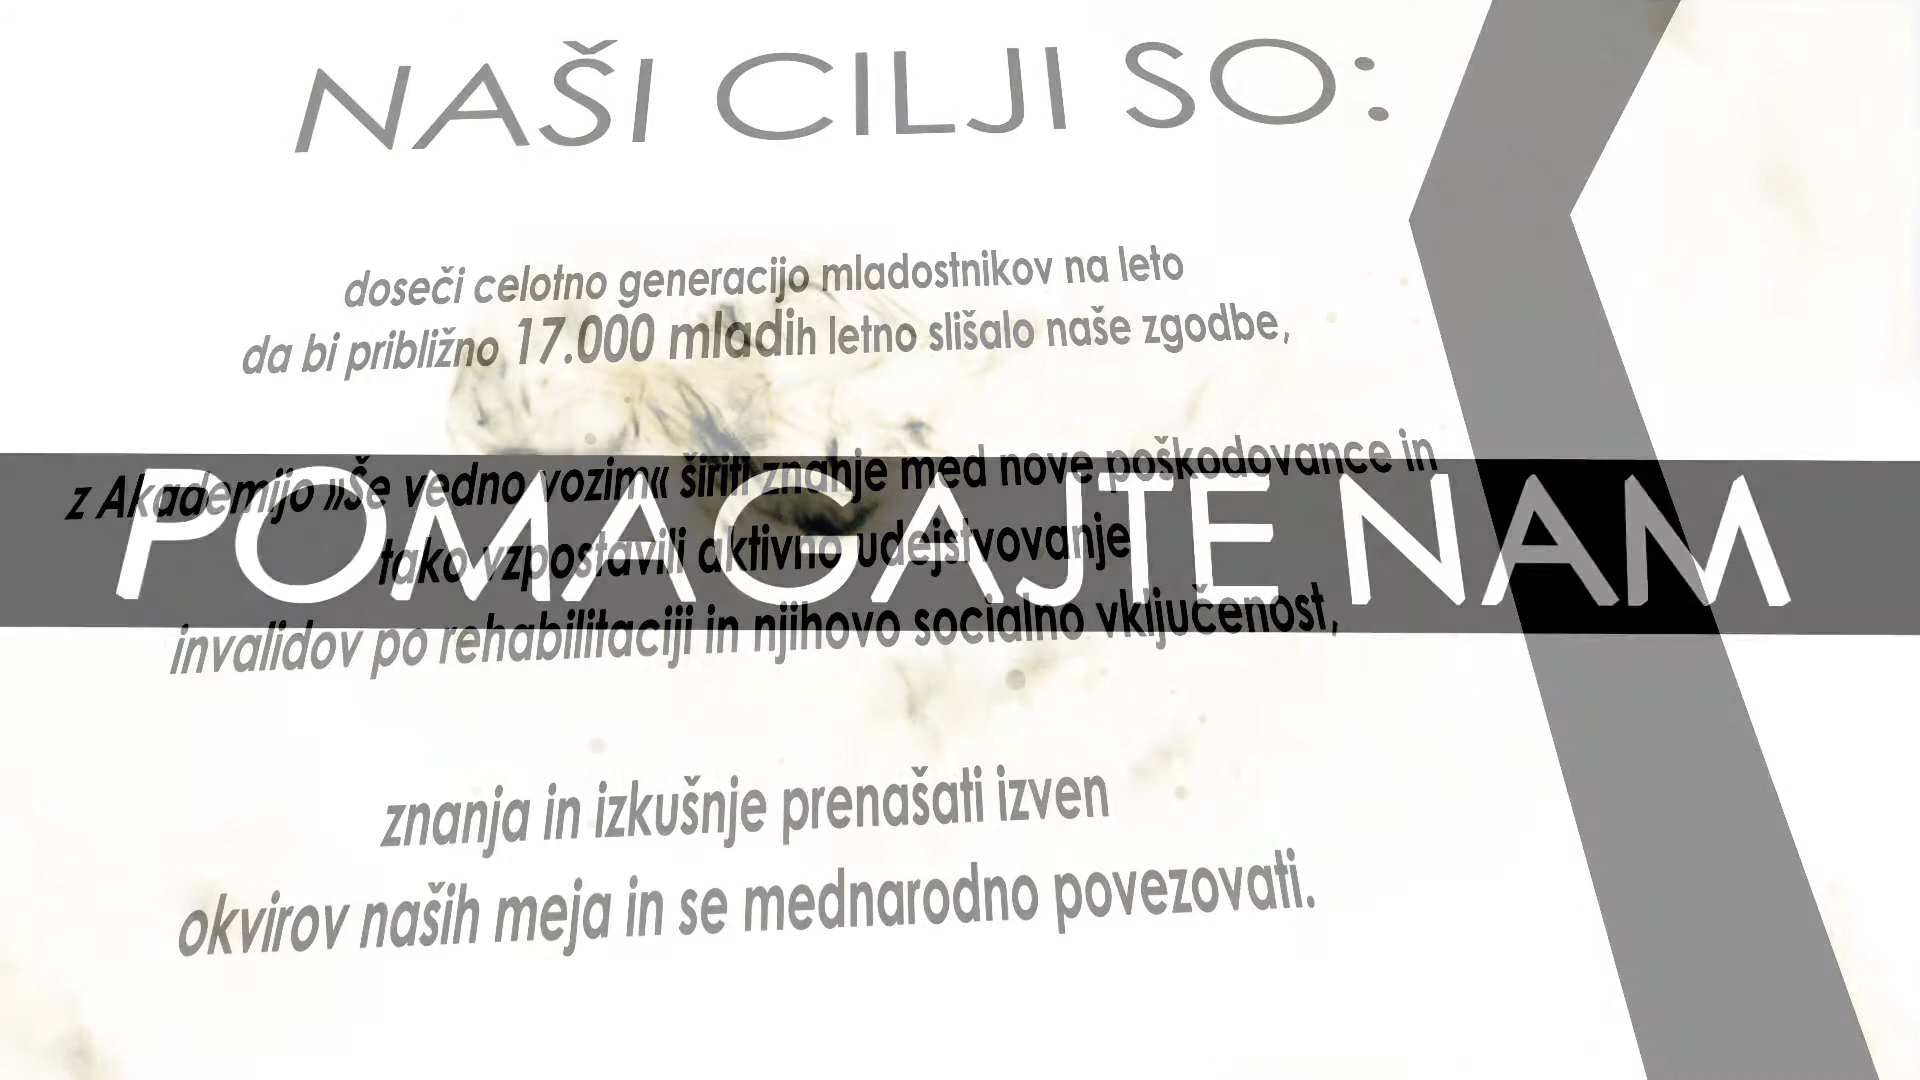 NAŠI CILJI SO:
doseči celotno generacijo mladostnikov na leto
da bi približno 17.000 mladih letno slišalo naše zgodbe,
z Akademijo »Še vedno vozim« širiti znanje med nove poškodovance in
POMAGAJTE NAM
tako vzpostavili aktivno udejstvovanje
invalidov po rehabilitaciji in njihovo socialno vključenost,
znanja in izkušnje prenašati izven
okvirov naših meja in se mednarodno povezovati.